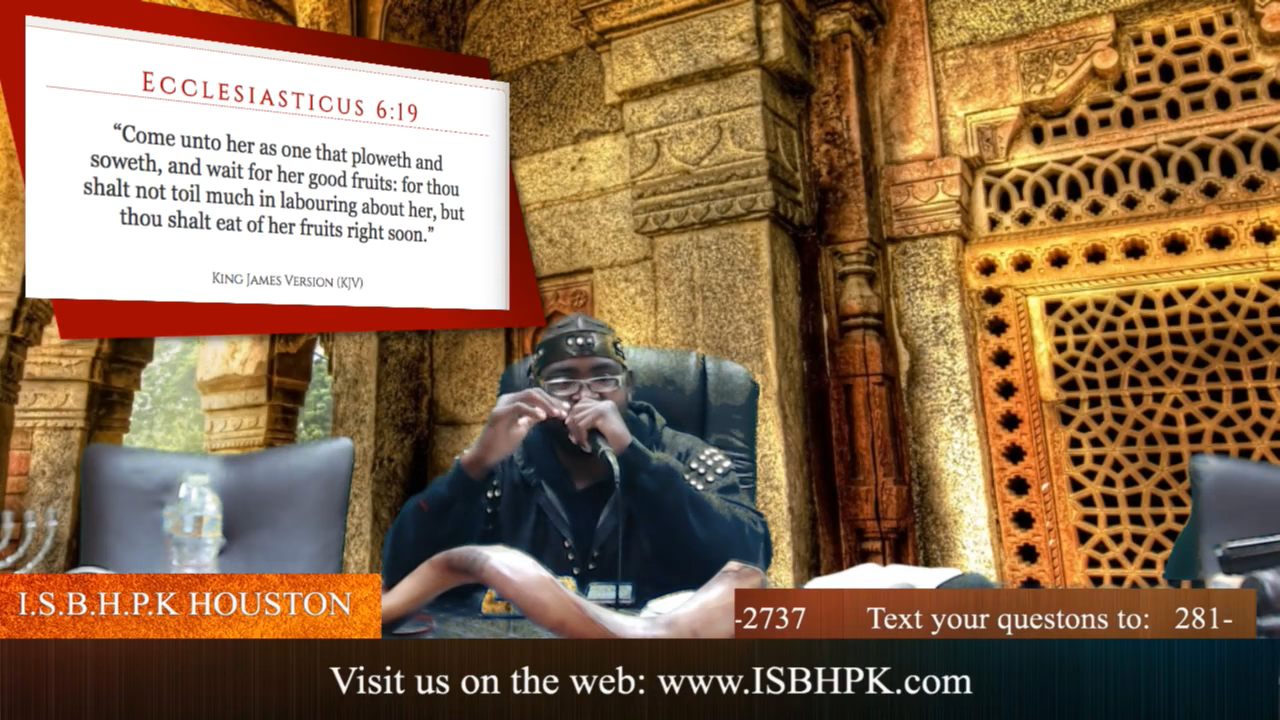 ECCLESIASTICUS 6:19
“Come unto her as one that ploweth and
soweth, and wait for her good fruits: for thou
shalt not toil much in labouring about her, but
thou shalt eat of her fruits right soon.”
KING JAMES VERSION (KJV)
I.S.B.H.P.K HOUSTON
-2737 Text your questons to: 281-
Visit us on the web: www.ISBHPK.com